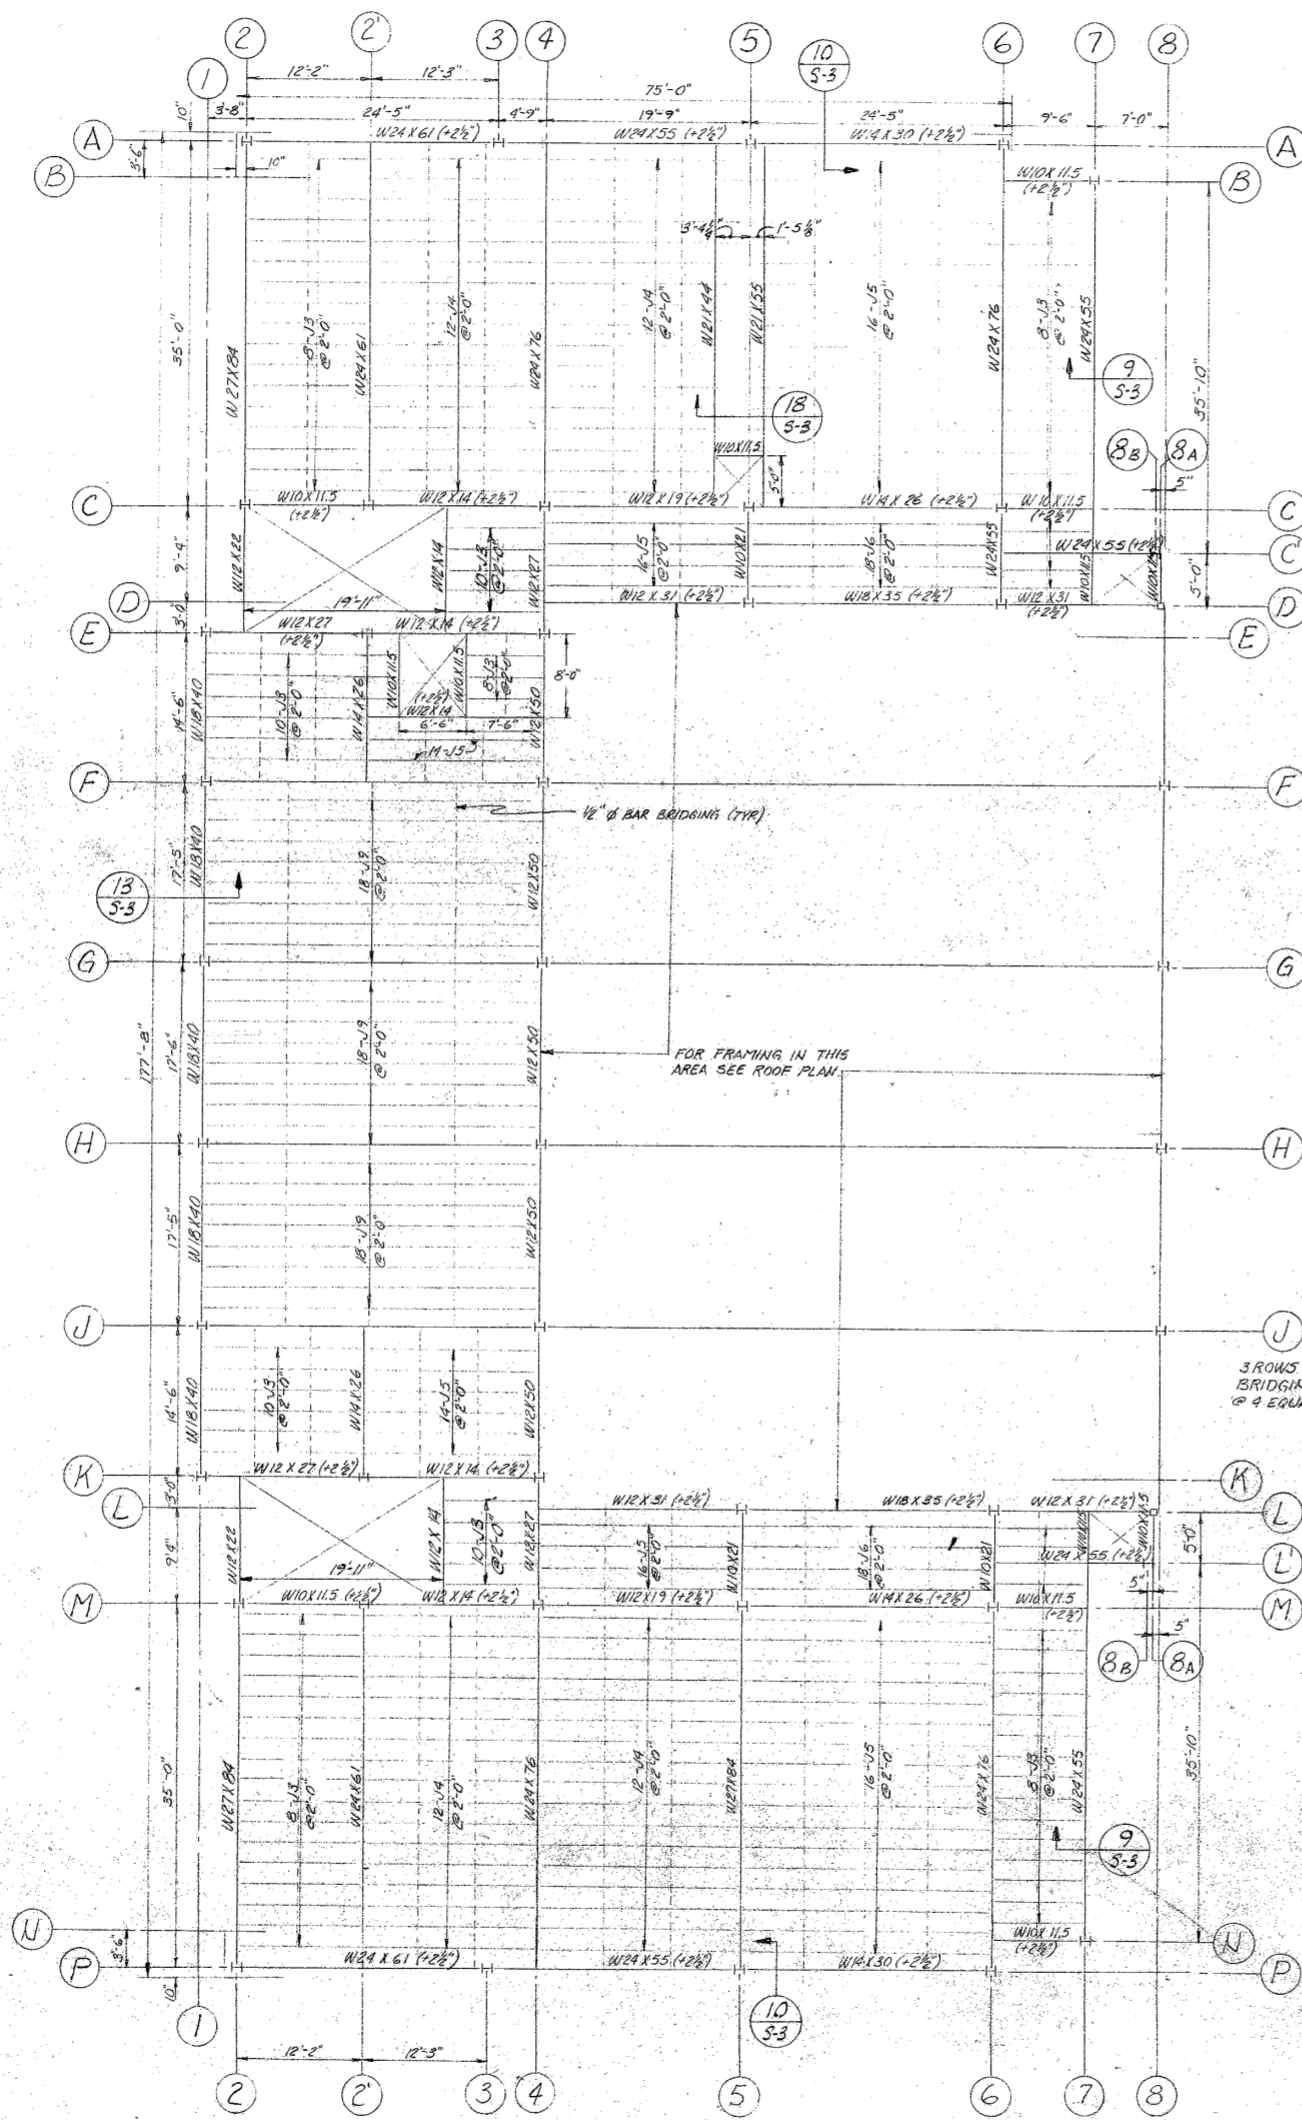 2 2' 3 4 5 10 S-3 6 7 8
1
12'-2" 12'-3"
75'-0"
10" 3'-8" 24'-5" 4'-9" 19'-9" 24'-5" 9'-6" 7'-0"
W24X61 (+2½") W24X55 (+2½") W14X30 (+2½")
A A
3'-6" 10"
B W10X11.5 (+2½") B
3'-4¼" 1'-5⅛"
35'-0"
W27X84
8-J3 @ 2'-0"
W24X61
12-J4 @ 2'-0"
W24X76
12-J4 @ 2'-0"
W21X44
W21X55
16-J5 @ 2'-0"
W24X76
8-J3 @ 2'-0"
W24X55
9 S-3
35'-10"
18 S-3
W10X11.5
5'-0"
8B 8A
5"
C W10X11.5 (+2½") W12X14 (+2½") W12X19 (+2½") W14X26 (+2½") W10X11.5 (+2½") C
9'-4"
W12X22
W12X14
10-J3 @ 2'-0"
W12X27
16-J5 @ 2'-0"
W10X21
18-J6 @ 2'-0"
W24X55
W24X55 (+2½") C'
W10X11.5
W10X11.5
5'-0"
D 19'-11" W12X31 (+2½") W18X35 (+2½") W12X31 (+2½") D
3'-0"
E W12X27 (+2½") W12X14 (+2½") E
14'-6"
W18X40
10-J3 @ 2'-0"
W14X26
W10X11.5
W10X11.5
(+2½") W12X14
8-J3 @ 2'-0"
8'-0"
W12X50
6'-6" 7'-6"
14-J5
F F
½" Ø BAR BRIDGING (TYP)
17'-5"
W18X40
18-J9 @ 2'-0"
W12X50
13 S-3
G G
177'-8"
17'-6"
W18X40
18-J9 @ 2'-0"
W12X50
FOR FRAMING IN THIS
AREA SEE ROOF PLAN
H H
17'-5"
W18X40
18-J9 @ 2'-0"
W12X50
J J
3 ROWS
14'-6"
W18X40
10-J3 @ 2'-0"
W14X26
14-J5 @ 2'-0"
W12X50
K W12X27 (+2½") W12X14 (+2½") K
3'-0"
L W12X31 (+2½") W18X35 (+2½") W12X31 (+2½") L
9'4"
W12X22
W12X14
10-J3 @ 2'-0"
W12X27
16-J5 @ 2'-0"
W10X21
18-J6 @ 2'-0"
W10X21
W10X11.5
W10X11.5
5'-0"
W24X55 (+2½") L'
19'-11"
5"
M W10X11.5 (+2½") W12X14 (+2½") W12X19 (+2½") W14X26 (+2½") W10X11.5 (+2½") M
5"
8B 8A
35'-0"
W27X84
8-J3 @ 2'-0"
W24X61
12-J4 @ 2'-0"
W24X76
12-J4 @ 2'-0"
W27X84
16-J5 @ 2'-0"
W24X76
8-J3 @ 2'-0"
W24X55
35'-10"
9 S-3
N W10X11.5 (+2½") N
3'-6"
P W24X61 (+2½") W24X55 (+2½") W14X30 (+2½") P
10"
10 S-3
1
12'-2" 12'-3"
2 2' 3 4 5 6 7 8